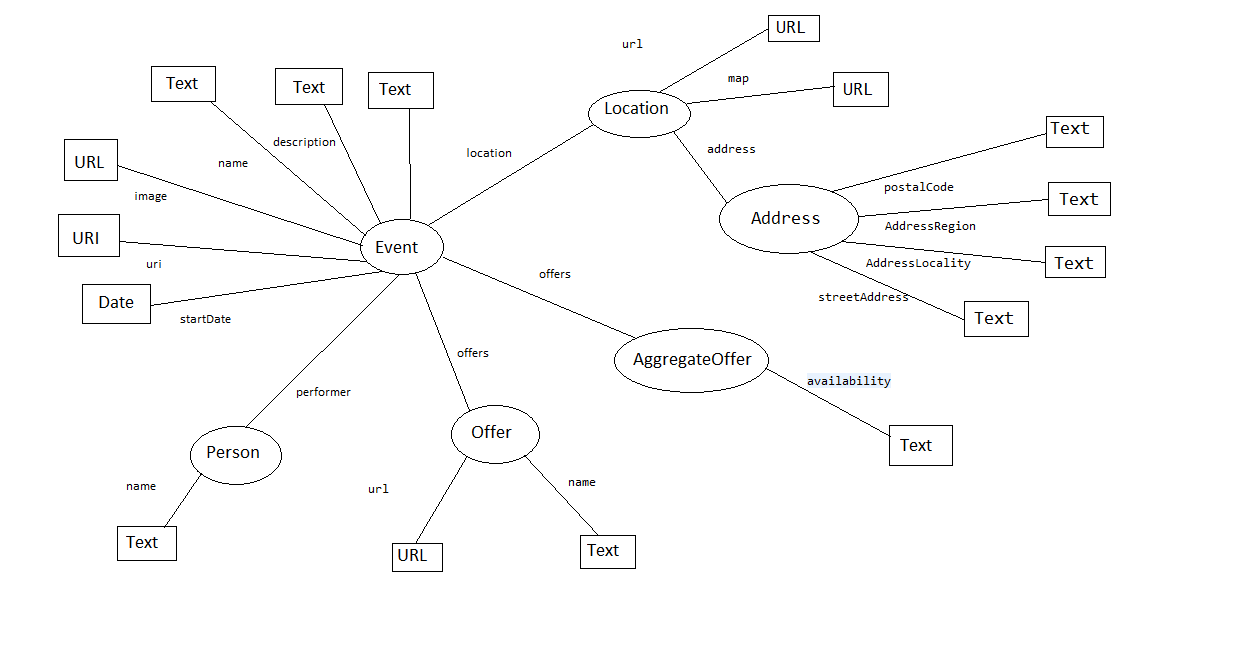 URL
url
map
URL
Text
Text
Text
Location
Text
description
location
address
name
URL
image
postalCode
Text
Address
AddressRegion
URI
Event
uri
AddressLocality
Text
offers
Date
streetAddress
Text
startDate
offers
AggregateOffer
availability
performer
Offer
Text
Person
name
url
name
Text
URL
Text